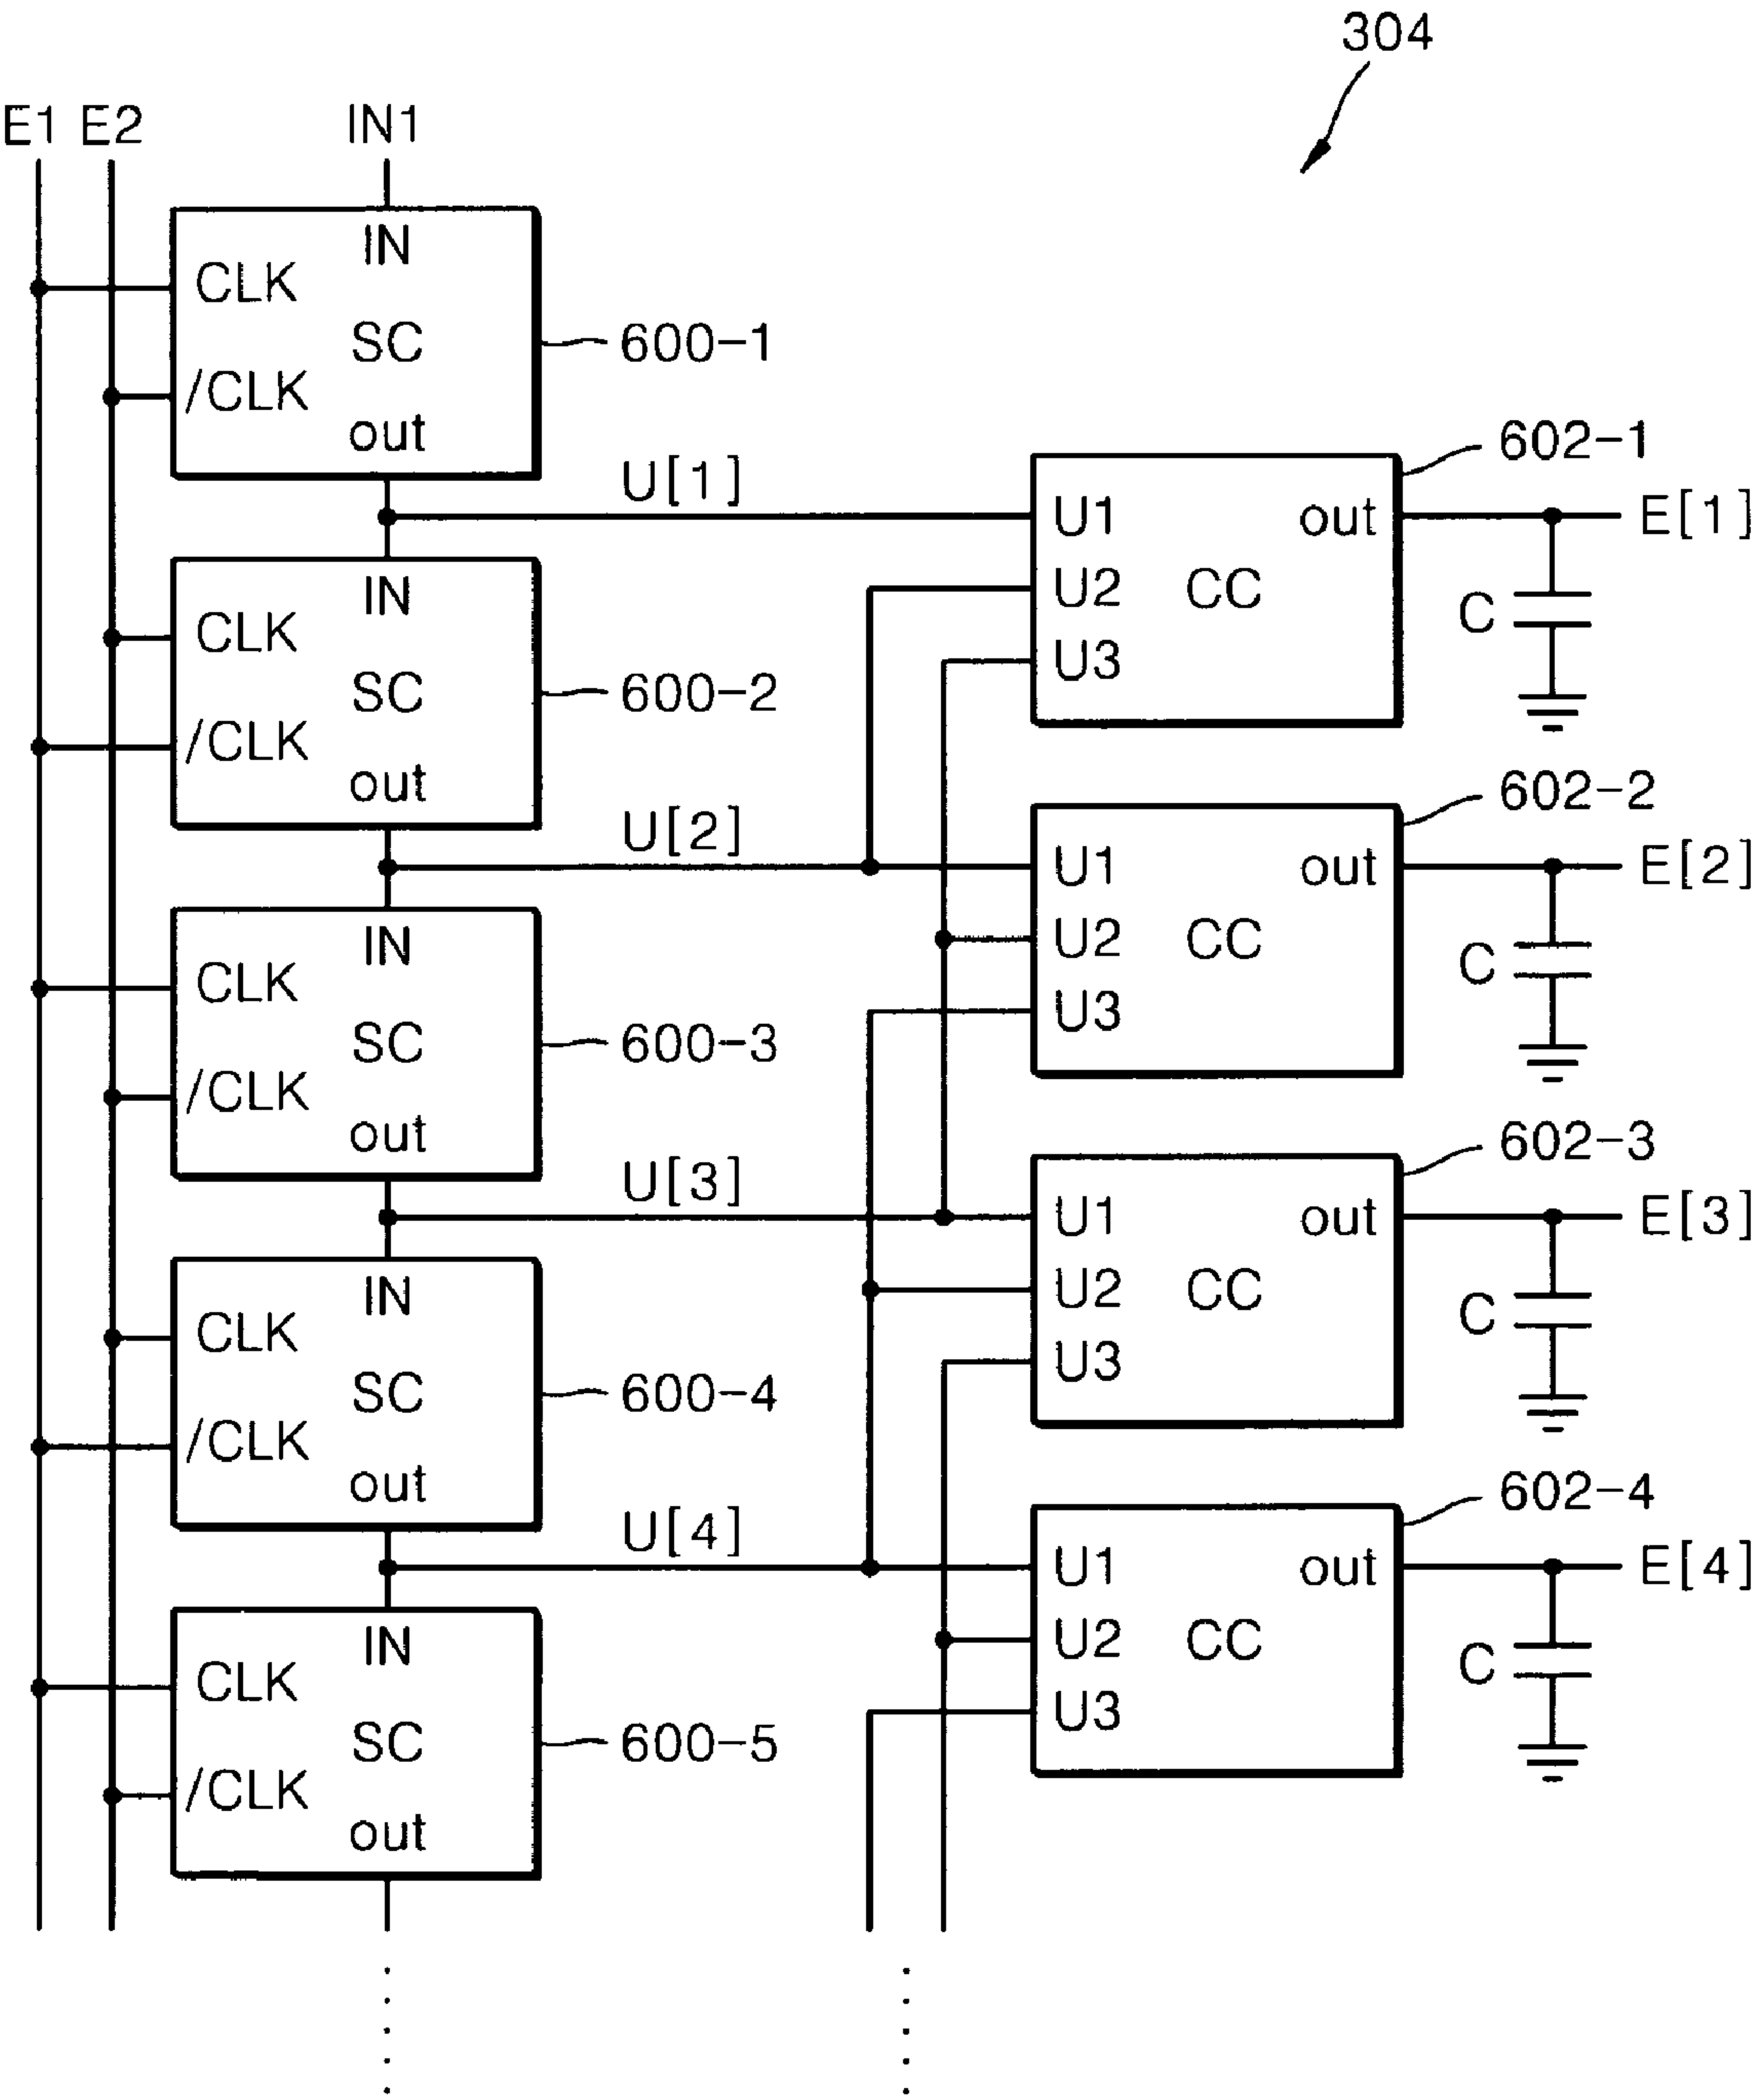 304
E1 E2 IN1
IN
CLK
SC
/CLK
out
600-1
U[1]
602-1
U1 out
U2 CC
U3
E[1]
C
IN
CLK
SC
/CLK
out
600-2
U[2]
602-2
U1 out
U2 CC
U3
E[2]
C
IN
CLK
SC
/CLK
out
600-3
U[3]
602-3
U1 out
U2 CC
U3
E[3]
C
IN
CLK
SC
/CLK
out
600-4
U[4]
602-4
U1 out
U2 CC
U3
E[4]
C
IN
CLK
SC
/CLK
out
600-5